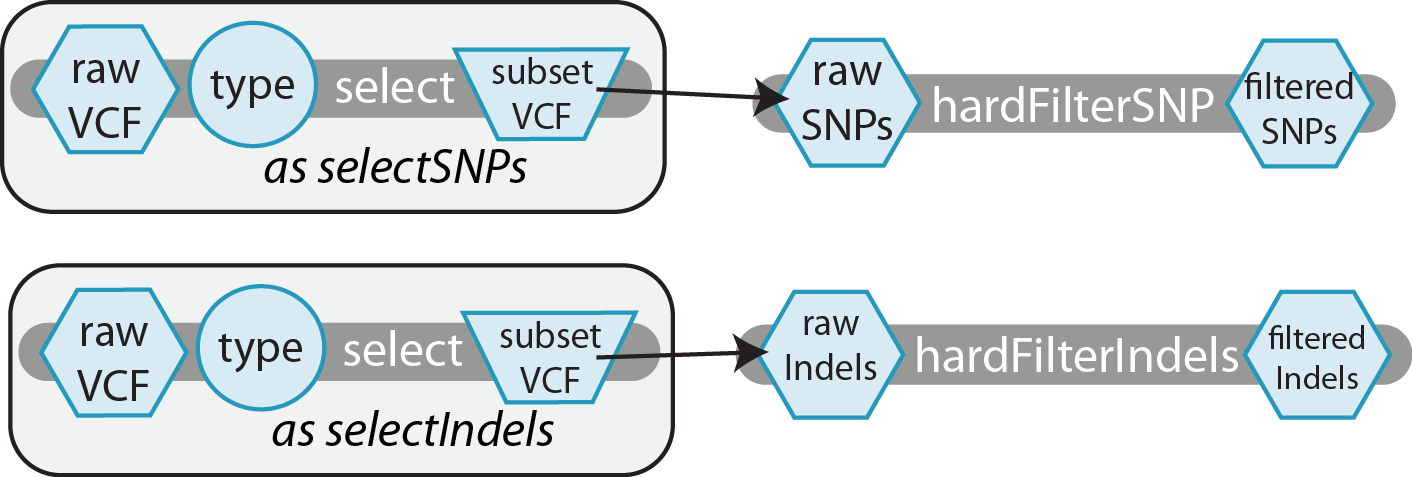 raw
VCF
type
select
subset
VCF
as selectSNPs
raw
SNPs
hardFilterSNP
filtered
SNPs
raw
VCF
type
select
subset
VCF
as selectIndels
raw
Indels
hardFilterIndels
filtered
Indels